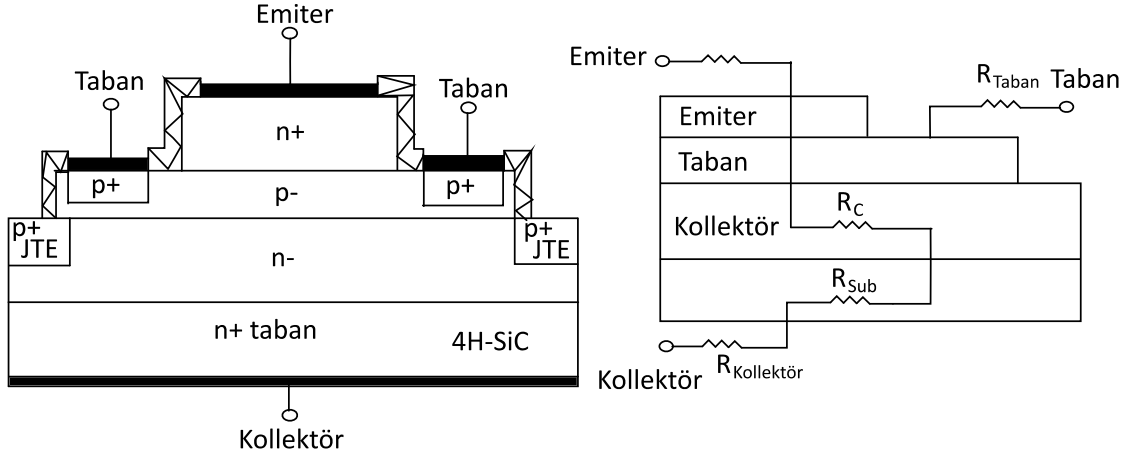 Emiter
Taban
Taban
n+
p+
p+
p-
p+
JTE
p+
JTE
n-
n+ taban
4H-SiC
Kollektör
Emiter
RTaban
Taban
Emiter
Taban
Kollektör
RC
RSub
RKollektör
Kollektör